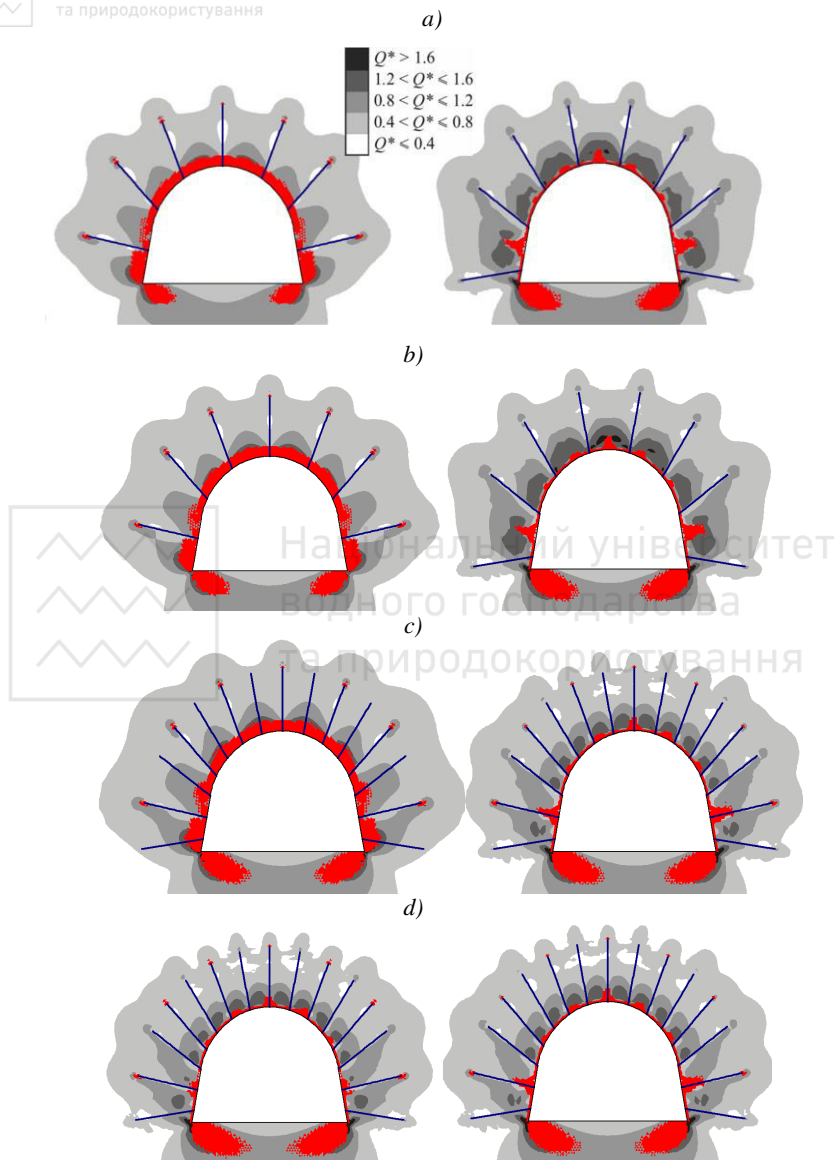 та природокористування
a)
Q* > 1.6
1.2 < Q* ⩽ 1.6
0.8 < Q* ⩽ 1.2
0.4 < Q* ⩽ 0.8
Q* ⩽ 0.4
b)
Національний університет
водного господарства
c)
та природокористування
d)